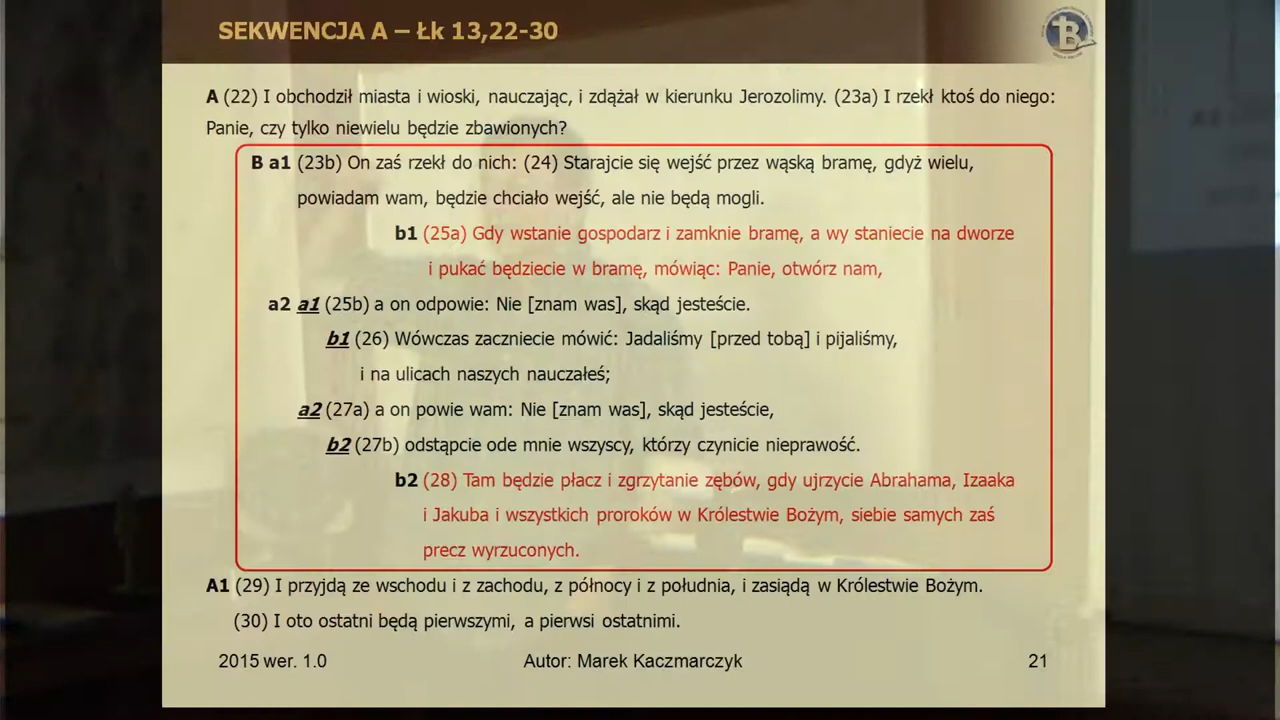 SEKWENCJA A – Łk 13,22-30
A (22) I obchodził miasta i wioski, nauczając, i zdążał w kierunku Jerozolimy. (23a) I rzekł ktoś do niego:
Panie, czy tylko niewielu będzie zbawionych?
B a1 (23b) On zaś rzekł do nich: (24) Starajcie się wejść przez wąską bramę, gdyż wielu,
powiadam wam, będzie chciało wejść, ale nie będą mogli.
b1 (25a) Gdy wstanie gospodarz i zamknie bramę, a wy staniecie na dworze
i pukać będziecie w bramę, mówiąc: Panie, otwórz nam,
a2 a1 (25b) a on odpowie: Nie [znam was], skąd jesteście.
b1 (26) Wówczas zaczniecie mówić: Jadaliśmy [przed tobą] i pijaliśmy,
i na ulicach naszych nauczałeś;
a2 (27a) a on powie wam: Nie [znam was], skąd jesteście,
b2 (27b) odstąpcie ode mnie wszyscy, którzy czynicie nieprawość.
b2 (28) Tam będzie płacz i zgrzytanie zębów, gdy ujrzycie Abrahama, Izaaka
i Jakuba i wszystkich proroków w Królestwie Bożym, siebie samych zaś
precz wyrzuconych.
A1 (29) I przyjdą ze wschodu i z zachodu, z północy i z południa, i zasiądą w Królestwie Bożym.
(30) I oto ostatni będą pierwszymi, a pierwsi ostatnimi.
2015 wer. 1.0 Autor: Marek Kaczmarczyk 21